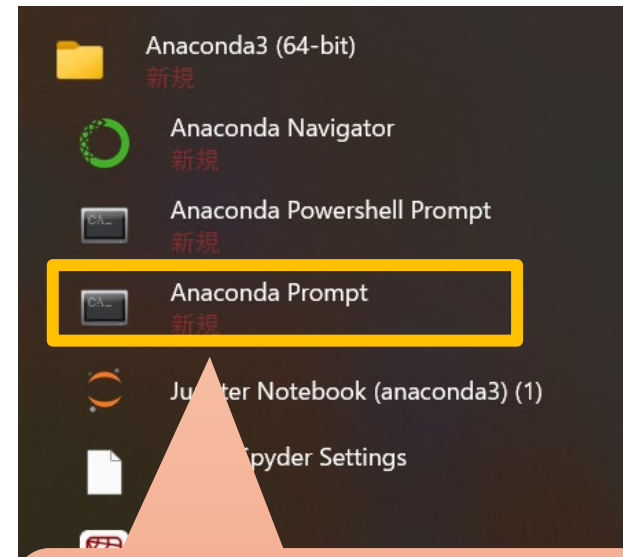 Anaconda3 (64-bit)
新規
Anaconda Navigator
新規
Anaconda Powershell Prompt
新規
Anaconda Prompt
新規
Ju ter Notebook (anaconda3) (1)
pyder Settings